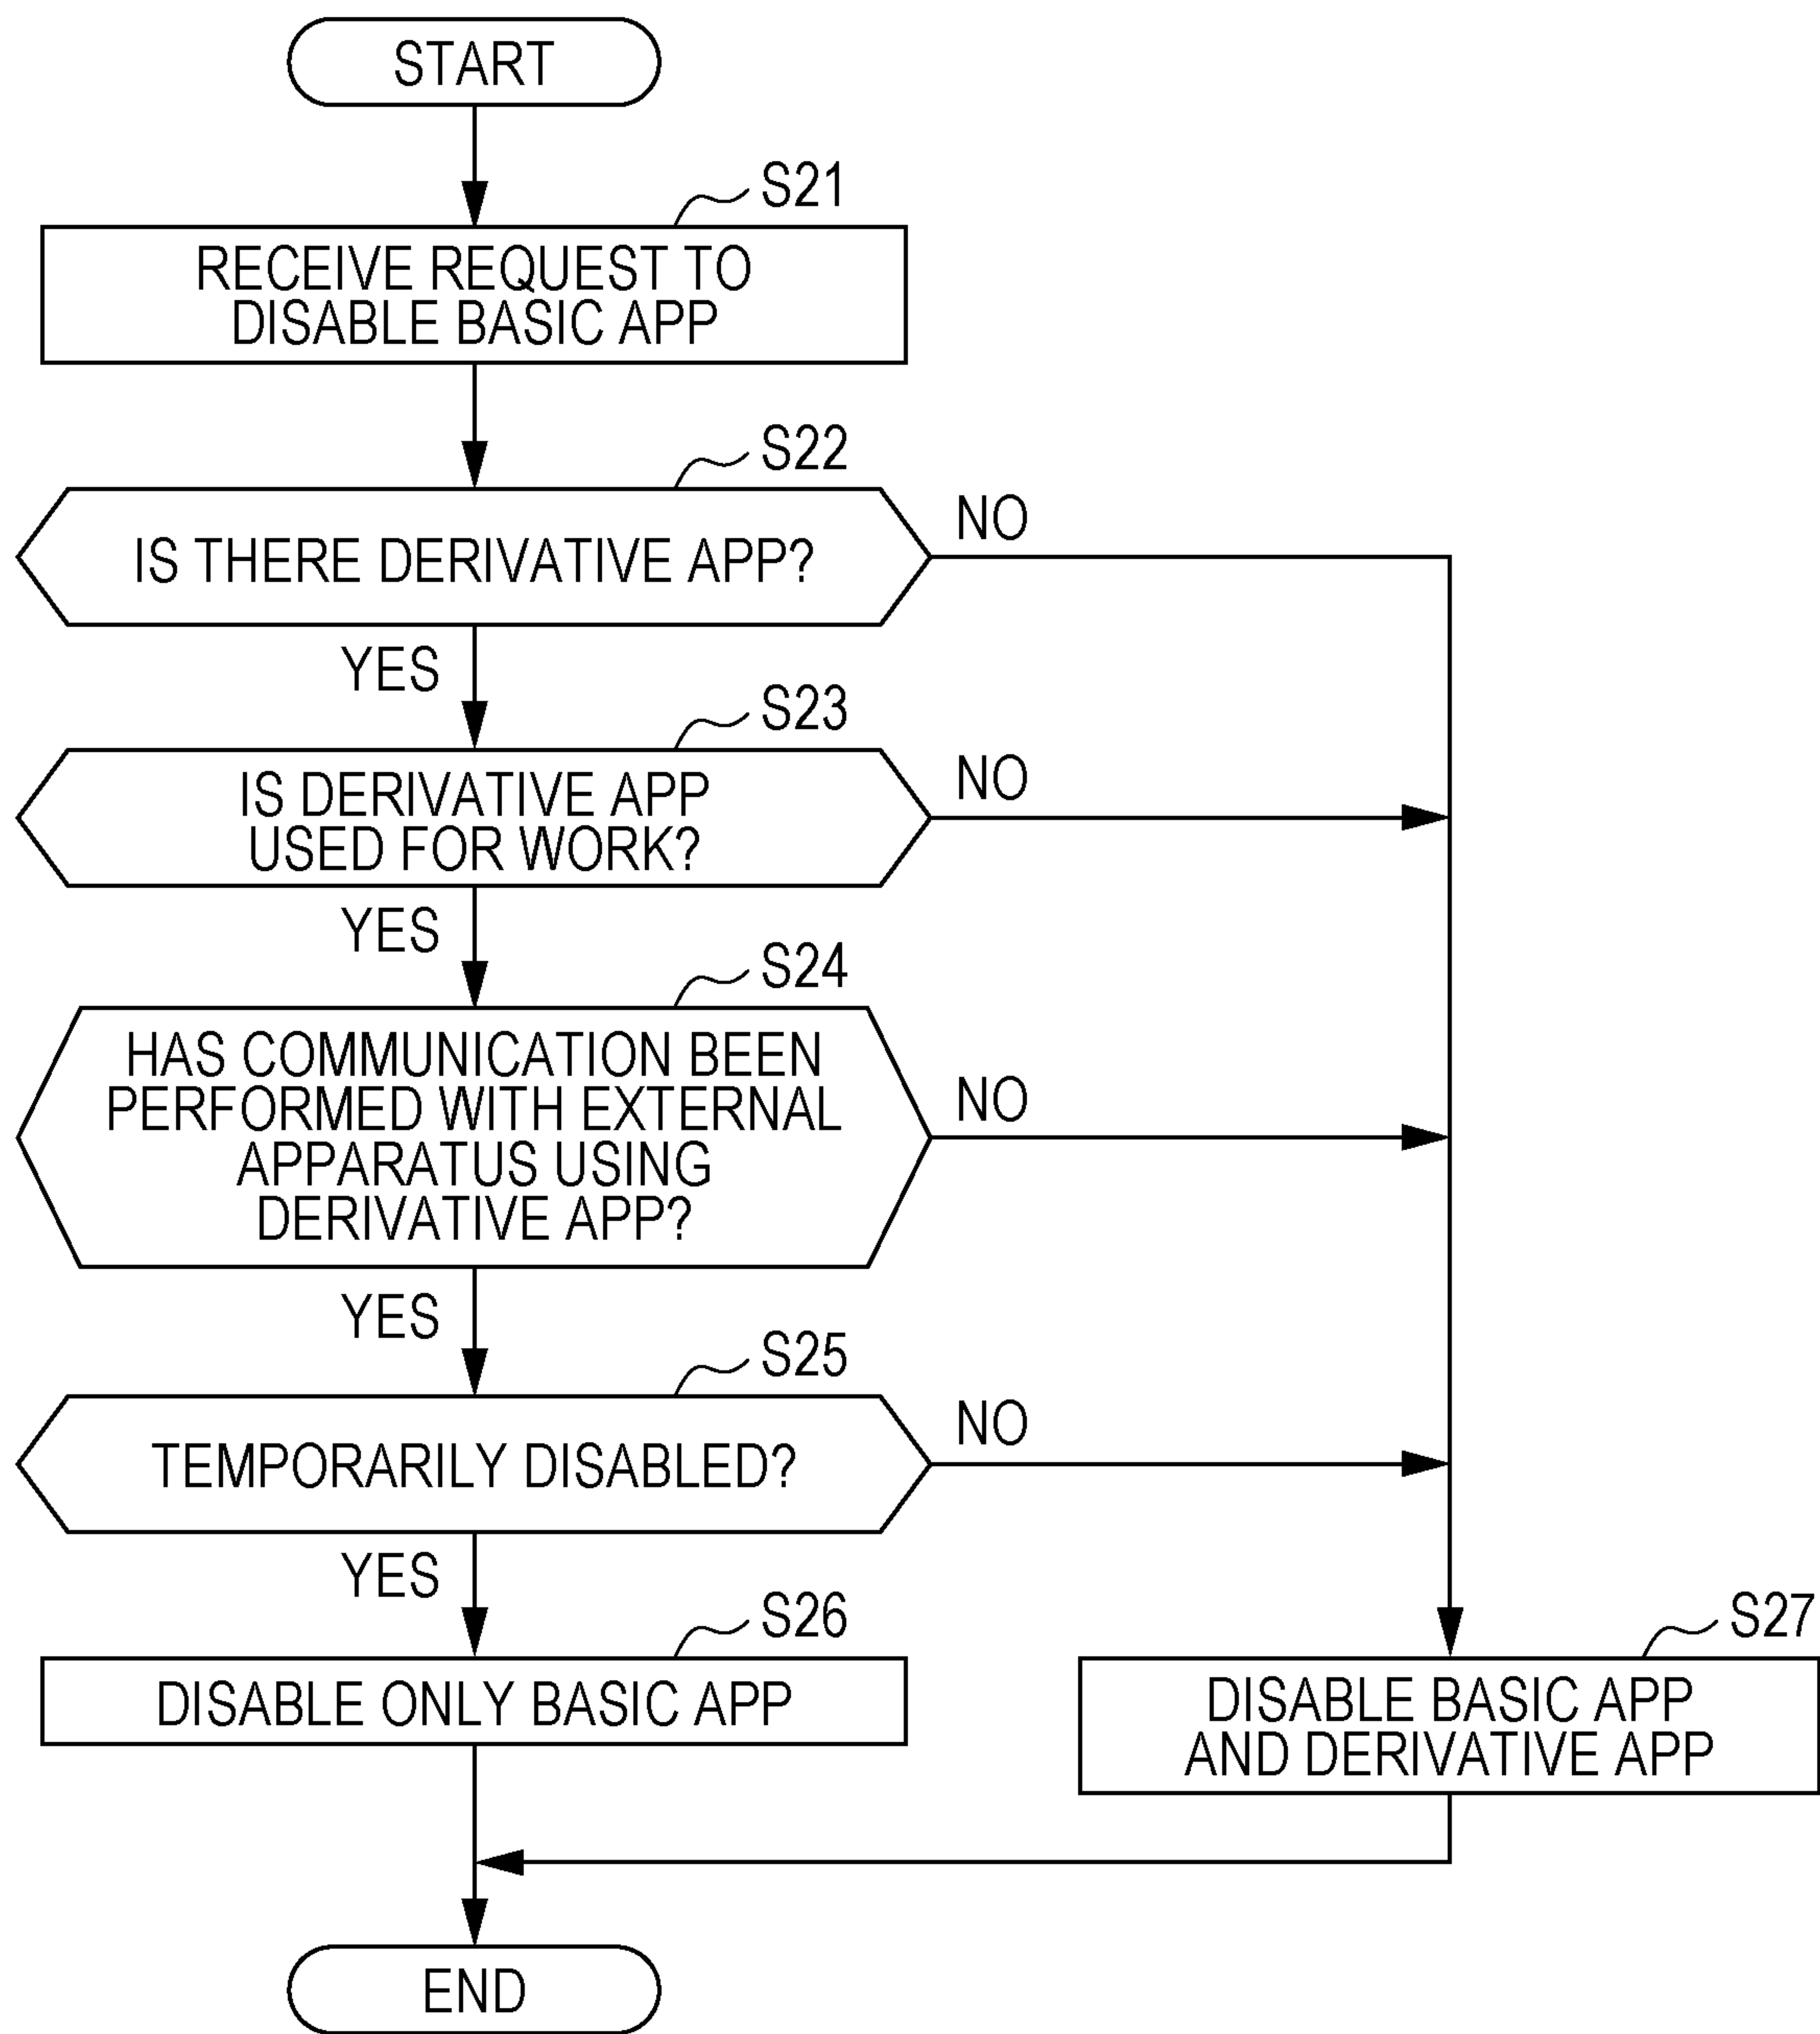 START
S21
RECEIVE REQUEST TO
DISABLE BASIC APP
S22
IS THERE DERIVATIVE APP?
NO
YES
S23
IS DERIVATIVE APP
USED FOR WORK?
NO
YES
S24
HAS COMMUNICATION BEEN
PERFORMED WITH EXTERNAL
APPARATUS USING
DERIVATIVE APP?
NO
YES
S25
TEMPORARILY DISABLED?
NO
YES
S26
DISABLE ONLY BASIC APP
S27
DISABLE BASIC APP
AND DERIVATIVE APP
END